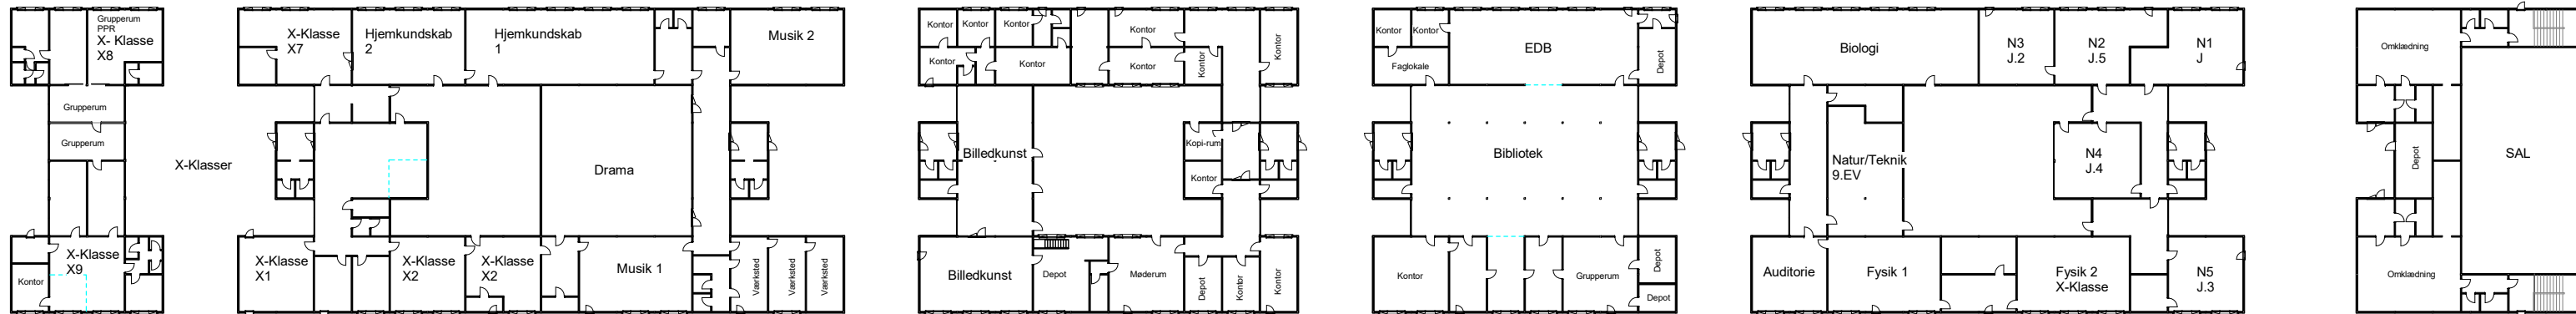 Grupperum
PPR
X- Klasse
X8
Grupperum
Grupperum
X-Klasse
X9
Kontor
X-Klasser
X-Klasse
X7
Hjemkundskab
2
Hjemkundskab
1
Musik 2
Drama
X-Klasse
X1
X-Klasse
X2
X-Klasse
X2
Musik 1
Værksted
Værksted
Værksted
Kontor
Kontor
Kontor
Kontor
Kontor
Kontor
Kontor
Kontor
Kontor
Kontor
Billedkunst
Kopi-rum
Kontor
Billedkunst
Depot
Møderum
Depot
Kontor
Kontor
Kontor
Kontor
Faglokale
EDB
Depot
Bibliotek
Kontor
Grupperum
Depot
Depot
Biologi
N3
J.2
N2
J.5
N1
J
Natur/Teknik
9.EV
N4
J.4
Auditorie
Fysik 1
Fysik 2
X-Klasse
N5
J.3
Omklædning
Depot
SAL
Omklædning